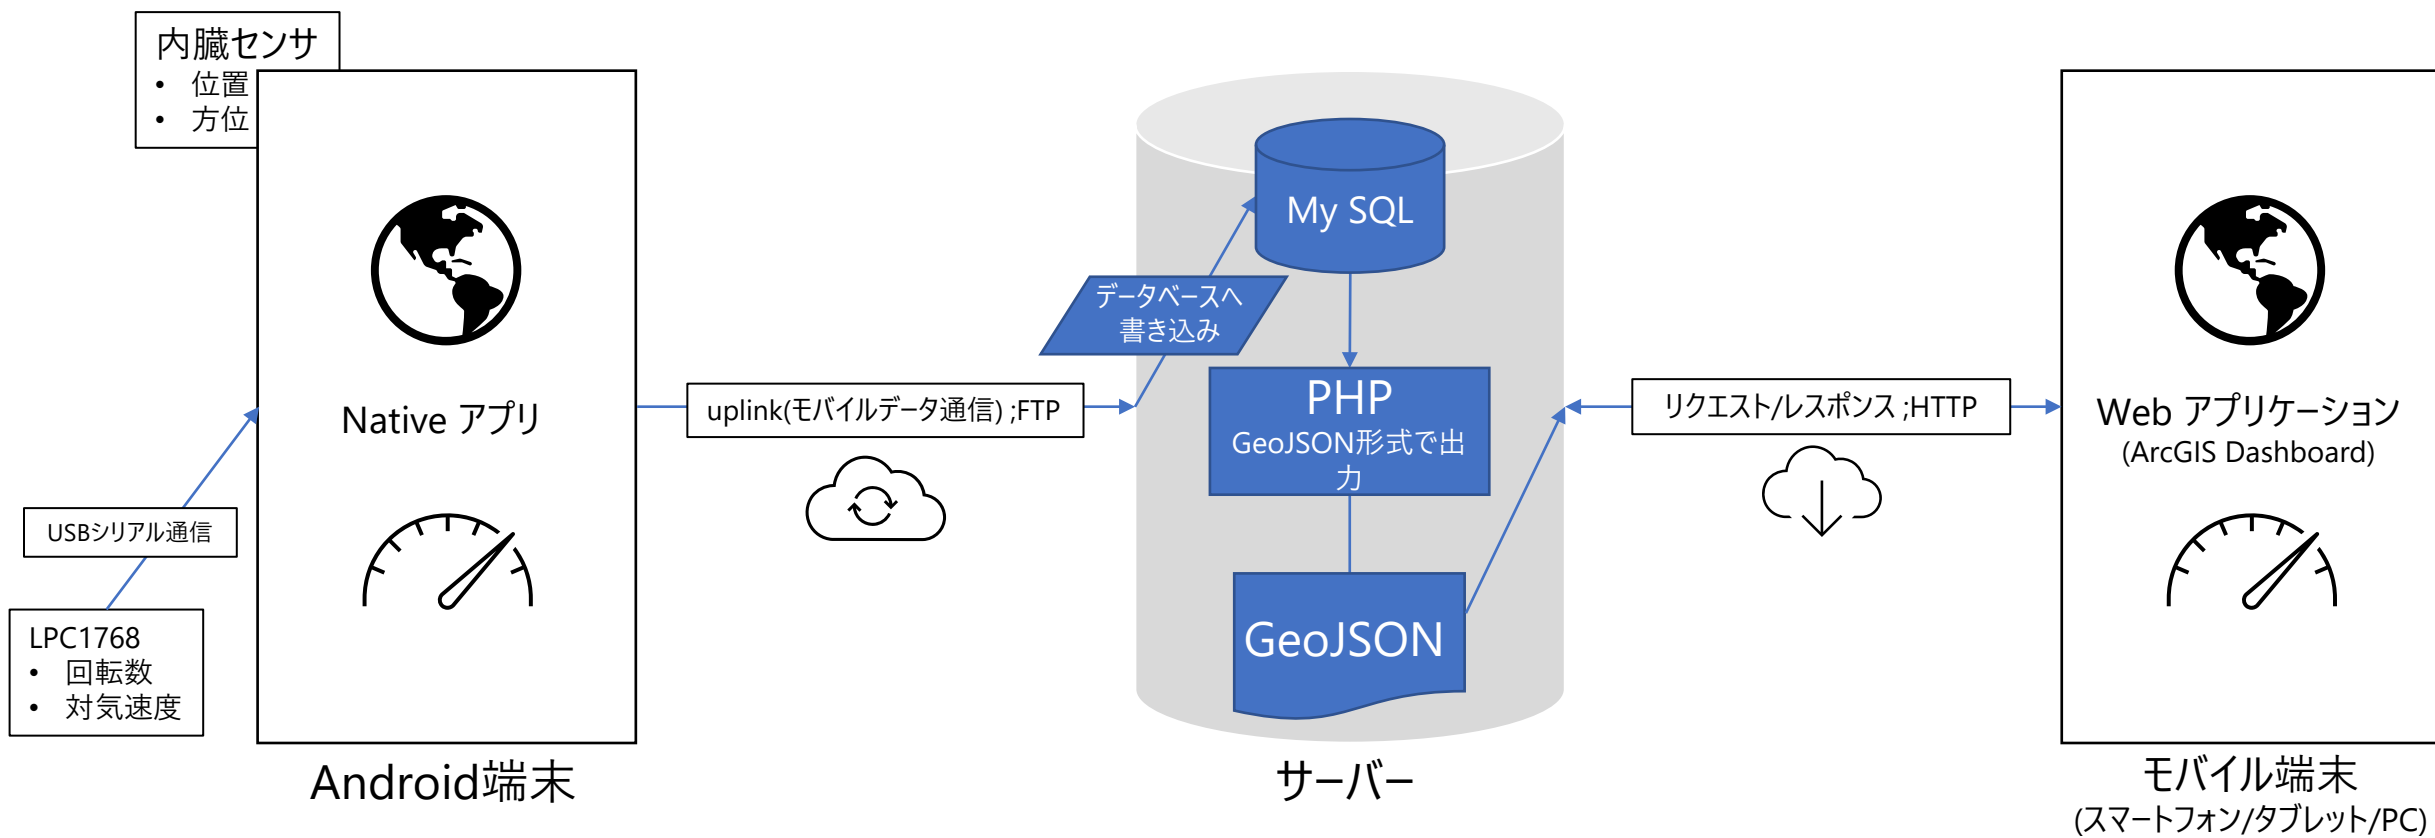 内臓センサ
• 位置
• 方位
Native アプリ
USBシリアル通信
LPC1768
• 回転数
• 対気速度
Android端末
uplink(モバイルデータ通信) ;FTP
My SQL
データベースへ
書き込み
PHP
GeoJSON形式で出
力
GeoJSON
サーバー
リクエスト/レスポンス ;HTTP
Web アプリケーション
(ArcGIS Dashboard)
モバイル端末
(スマートフォン/タブレット/PC)